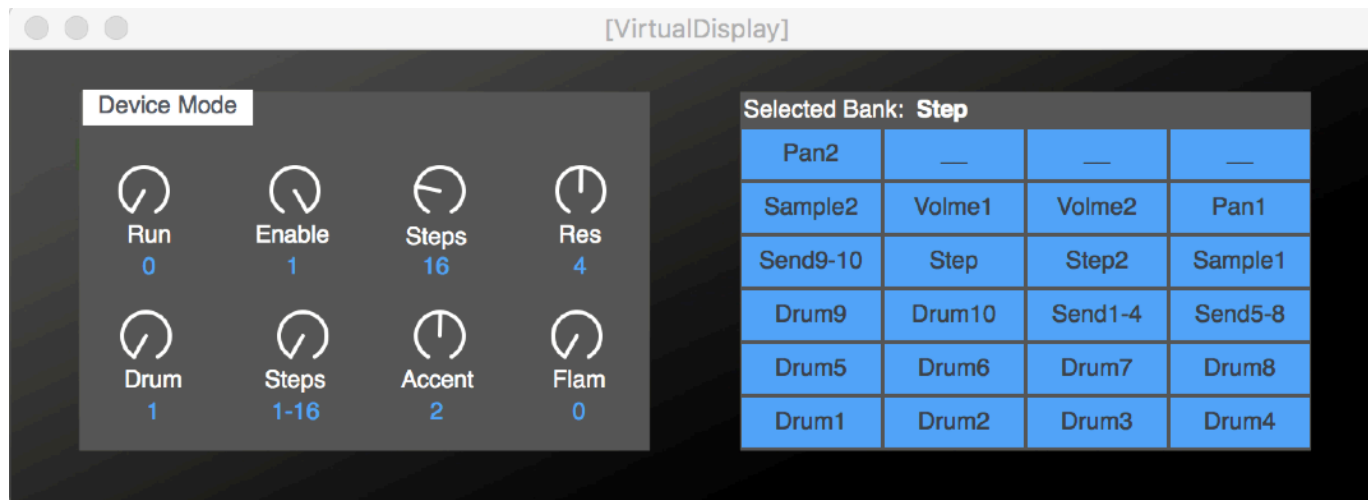 [VirtualDisplay]
Device Mode
Run Enable Steps Res
0 1 16 4
Drum Steps Accent Flam
1 1-16 2 0
Selected Bank: Step
Pan2 __ __ __
Sample2 Volme1 Volme2 Pan1
Send9-10 Step Step2 Sample1
Drum9 Drum10 Send1-4 Send5-8
Drum5 Drum6 Drum7 Drum8
Drum1 Drum2 Drum3 Drum4